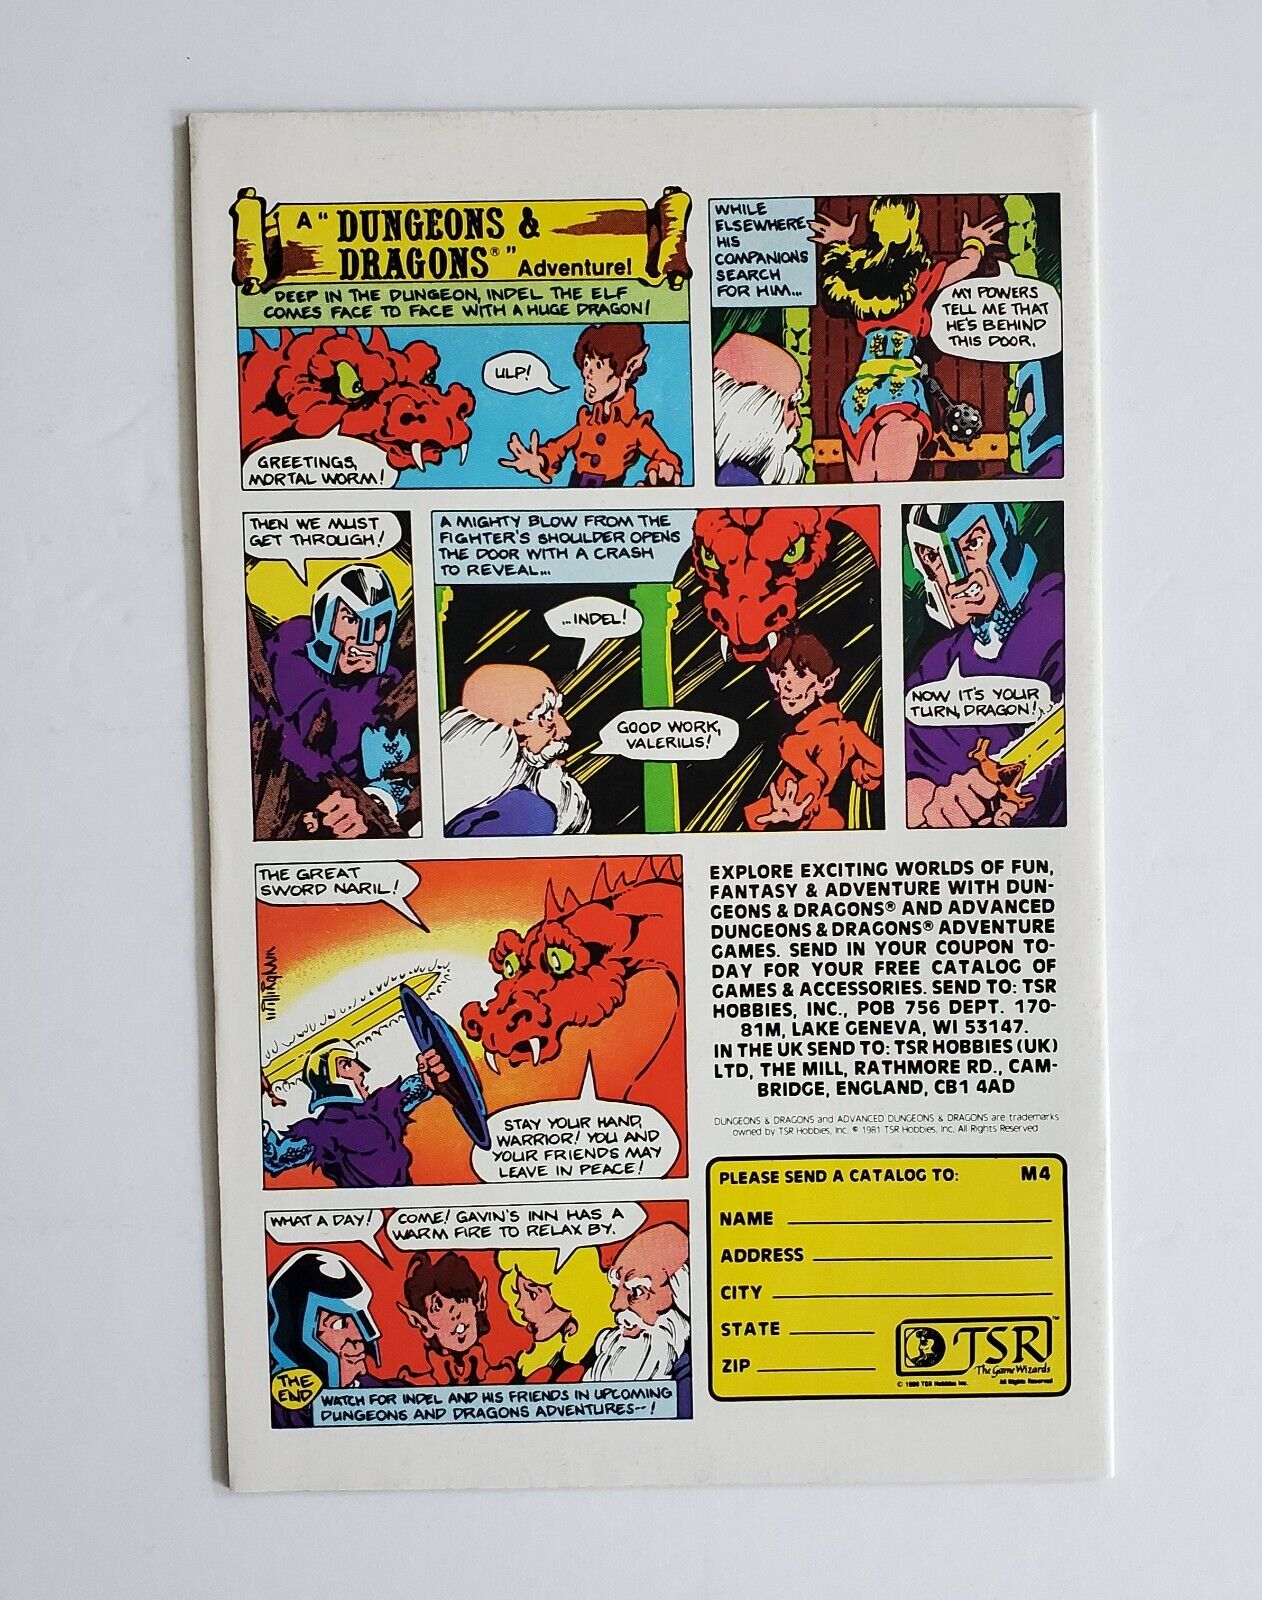 A "DUNGEONS &
DRAGONS®" Adventure!
DEEP IN THE DUNGEON, INDEL THE ELF
COMES FACE TO FACE WITH A HUGE DRAGON!
ULP!
GREETINGS,
MORTAL WORM!
WHILE
ELSEWHERE,
HIS
COMPANIONS
SEARCH
FOR HIM...
MY POWERS
TELL ME THAT
HE'S BEHIND
THIS DOOR.
THEN WE MUST
GET THROUGH!
A MIGHTY BLOW FROM THE
FIGHTER'S SHOULDER OPENS
THE DOOR WITH A CRASH
TO REVEAL...
...INDEL!
GOOD WORK,
VALERIUS!
NOW IT'S YOUR
TURN, DRAGON!
THE GREAT
SWORD NARIL!
Willingham
STAY YOUR HAND,
WARRIOR! YOU AND
YOUR FRIENDS MAY
LEAVE IN PEACE!
WHAT A DAY!
COME! GAVIN'S INN HAS A
WARM FIRE TO RELAX BY.
THE
END
WATCH FOR INDEL AND HIS FRIENDS IN UPCOMING
DUNGEONS AND DRAGONS ADVENTURES--!
EXPLORE EXCITING WORLDS OF FUN,
FANTASY & ADVENTURE WITH DUN-
GEONS & DRAGONS® AND ADVANCED
DUNGEONS & DRAGONS® ADVENTURE
GAMES. SEND IN YOUR COUPON TO-
DAY FOR YOUR FREE CATALOG OF
GAMES & ACCESSORIES. SEND TO: TSR
HOBBIES, INC., POB 756 DEPT. 170-
81M, LAKE GENEVA, WI 53147.
IN THE UK SEND TO: TSR HOBBIES (UK)
LTD, THE MILL, RATHMORE RD., CAM-
BRIDGE, ENGLAND, CB1 4AD
DUNGEONS & DRAGONS and ADVANCED DUNGEONS & DRAGONS are trademarks
owned by TSR Hobbies, Inc. © 1981 TSR Hobbies, Inc. All Rights Reserved
PLEASE SEND A CATALOG TO: M4
NAME
ADDRESS
CITY
STATE
ZIP
TSR™
The Game Wizards
© 1980 TSR Hobbies Inc. All Rights Reserved